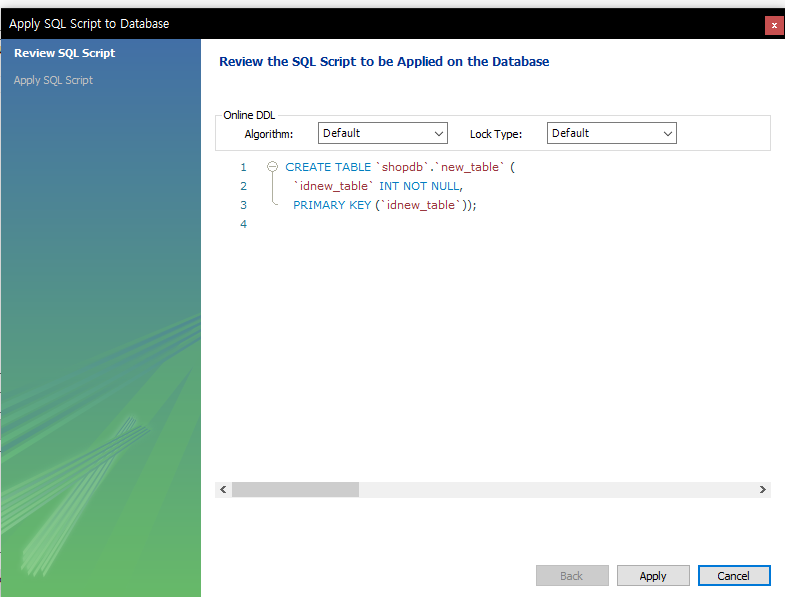 Apply SQL Script to Database
x
Review SQL Script
Apply SQL Script
Review the SQL Script to be Applied on the Database
Online DDL
Algorithm: Default Lock Type: Default
1 CREATE TABLE `shopdb`.`new_table` (
2 `idnew_table` INT NOT NULL,
3 PRIMARY KEY (`idnew_table`));
4
Back Apply Cancel